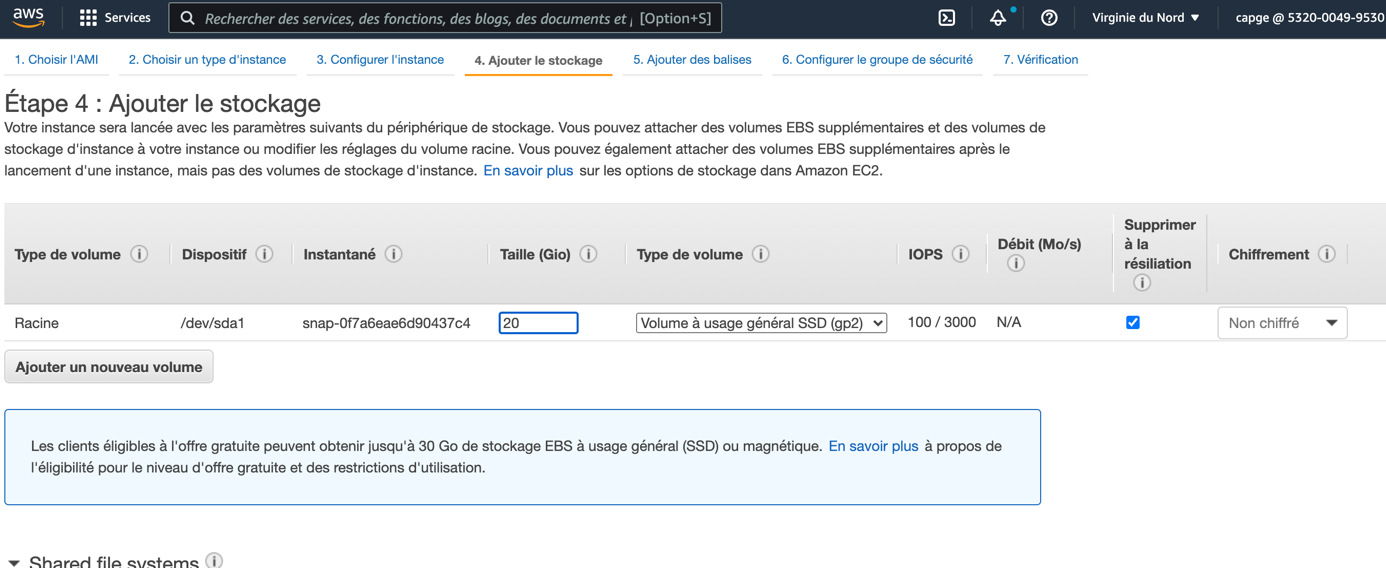 aws
Services
Rechercher des services, des fonctions, des blogs, des documents et
[Option+S]
Virginie du Nord
capge @ 5320-0049-9530
1. Choisir l'AMI
2. Choisir un type d'instance
3. Configurer l'instance
4. Ajouter le stockage
5. Ajouter des balises
6. Configurer le groupe de sécurité
7. Vérification
Étape 4 : Ajouter le stockage
Votre instance sera lancée avec les paramètres suivants du périphérique de stockage. Vous pouvez attacher des volumes EBS supplémentaires et des volumes de
stockage d'instance à votre instance ou modifier les réglages du volume racine. Vous pouvez également attacher des volumes EBS supplémentaires après le
lancement d'une instance, mais pas des volumes de stockage d'instance. En savoir plus sur les options de stockage dans Amazon EC2.
Type de volume
Dispositif
Instantané
Taille (Gio)
Type de volume
IOPS
Débit (Mo/s)
Supprimer
à la
résiliation
Chiffrement
Racine
/dev/sda1
snap-0f7a6eae6d90437c4
20
Volume à usage général SSD (gp2)
100 / 3000
N/A
Non chiffré
Ajouter un nouveau volume
Les clients éligibles à l'offre gratuite peuvent obtenir jusqu'à 30 Go de stockage EBS à usage général (SSD) ou magnétique. En savoir plus à propos de
l'éligibilité pour le niveau d'offre gratuite et des restrictions d'utilisation.
Shared file systems